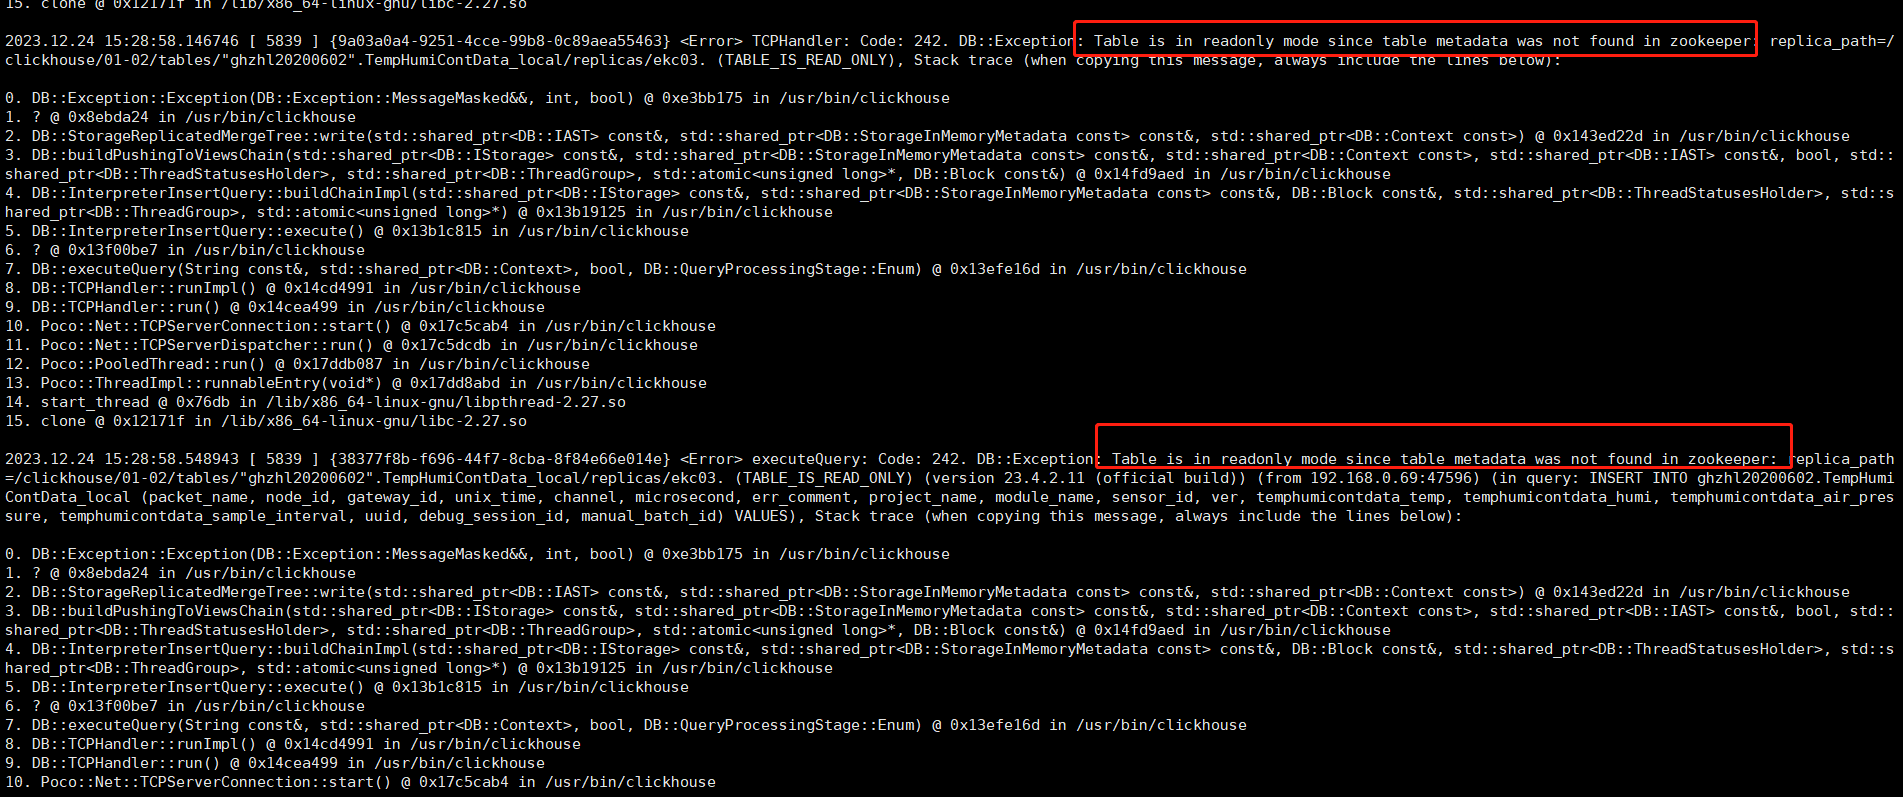 15. clone @ 0x12171f in /lib/x86_64-linux-gnu/libc-2.27.so
2023.12.24 15:28:58.146746 [ 5839 ] {9a03a0a4-9251-4cce-99b8-0c89aea55463} <Error> TCPHandler: Code: 242. DB::Exception: Table is in readonly mode since table metadata was not found in zookeeper: replica_path=/
clickhouse/01-02/tables/"ghzhl20200602".TempHumiContData_local/replicas/ekc03. (TABLE_IS_READ_ONLY), Stack trace (when copying this message, always include the lines below):
0. DB::Exception::Exception(DB::Exception::MessageMasked&&, int, bool) @ 0xe3bb175 in /usr/bin/clickhouse
1. ? @ 0x8ebda24 in /usr/bin/clickhouse
2. DB::StorageReplicatedMergeTree::write(std::shared_ptr<DB::IAST> const&, std::shared_ptr<DB::StorageInMemoryMetadata const> const&, std::shared_ptr<DB::Context const>) @ 0x143ed22d in /usr/bin/clickhouse
3. DB::buildPushingToViewsChain(std::shared_ptr<DB::IStorage> const&, std::shared_ptr<DB::StorageInMemoryMetadata const> const&, std::shared_ptr<DB::Context const>, std::shared_ptr<DB::IAST> const&, bool, std::
shared_ptr<DB::ThreadStatusesHolder>, std::shared_ptr<DB::ThreadGroup>, std::atomic<unsigned long>*, DB::Block const&) @ 0x14fd9aed in /usr/bin/clickhouse
4. DB::InterpreterInsertQuery::buildChainImpl(std::shared_ptr<DB::IStorage> const&, std::shared_ptr<DB::StorageInMemoryMetadata const> const&, DB::Block const&, std::shared_ptr<DB::ThreadStatusesHolder>, std::s
hared_ptr<DB::ThreadGroup>, std::atomic<unsigned long>*) @ 0x13b19125 in /usr/bin/clickhouse
5. DB::InterpreterInsertQuery::execute() @ 0x13b1c815 in /usr/bin/clickhouse
6. ? @ 0x13f00be7 in /usr/bin/clickhouse
7. DB::executeQuery(String const&, std::shared_ptr<DB::Context>, bool, DB::QueryProcessingStage::Enum) @ 0x13efe16d in /usr/bin/clickhouse
8. DB::TCPHandler::runImpl() @ 0x14cd4991 in /usr/bin/clickhouse
9. DB::TCPHandler::run() @ 0x14cea499 in /usr/bin/clickhouse
10. Poco::Net::TCPServerConnection::start() @ 0x17c5cab4 in /usr/bin/clickhouse
11. Poco::Net::TCPServerDispatcher::run() @ 0x17c5dcdb in /usr/bin/clickhouse
12. Poco::PooledThread::run() @ 0x17ddb087 in /usr/bin/clickhouse
13. Poco::ThreadImpl::runnableEntry(void*) @ 0x17dd8abd in /usr/bin/clickhouse
14. start_thread @ 0x76db in /lib/x86_64-linux-gnu/libpthread-2.27.so
15. clone @ 0x12171f in /lib/x86_64-linux-gnu/libc-2.27.so
2023.12.24 15:28:58.548943 [ 5839 ] {38377f8b-f696-44f7-8cba-8f84e66e014e} <Error> executeQuery: Code: 242. DB::Exception: Table is in readonly mode since table metadata was not found in zookeeper: replica_path
=/clickhouse/01-02/tables/"ghzhl20200602".TempHumiContData_local/replicas/ekc03. (TABLE_IS_READ_ONLY) (version 23.4.2.11 (official build)) (from 192.168.0.69:47596) (in query: INSERT INTO ghzhl20200602.TempHumi
ContData_local (packet_name, node_id, gateway_id, unix_time, channel, microsecond, err_comment, project_name, module_name, sensor_id, ver, temphumicontdata_temp, temphumicontdata_humi, temphumicontdata_air_pres
sure, temphumicontdata_sample_interval, uuid, debug_session_id, manual_batch_id) VALUES), Stack trace (when copying this message, always include the lines below):
0. DB::Exception::Exception(DB::Exception::MessageMasked&&, int, bool) @ 0xe3bb175 in /usr/bin/clickhouse
1. ? @ 0x8ebda24 in /usr/bin/clickhouse
2. DB::StorageReplicatedMergeTree::write(std::shared_ptr<DB::IAST> const&, std::shared_ptr<DB::StorageInMemoryMetadata const> const&, std::shared_ptr<DB::Context const>) @ 0x143ed22d in /usr/bin/clickhouse
3. DB::buildPushingToViewsChain(std::shared_ptr<DB::IStorage> const&, std::shared_ptr<DB::StorageInMemoryMetadata const> const&, std::shared_ptr<DB::Context const>, std::shared_ptr<DB::IAST> const&, bool, std::
shared_ptr<DB::ThreadStatusesHolder>, std::shared_ptr<DB::ThreadGroup>, std::atomic<unsigned long>*, DB::Block const&) @ 0x14fd9aed in /usr/bin/clickhouse
4. DB::InterpreterInsertQuery::buildChainImpl(std::shared_ptr<DB::IStorage> const&, std::shared_ptr<DB::StorageInMemoryMetadata const> const&, DB::Block const&, std::shared_ptr<DB::ThreadStatusesHolder>, std::s
hared_ptr<DB::ThreadGroup>, std::atomic<unsigned long>*) @ 0x13b19125 in /usr/bin/clickhouse
5. DB::InterpreterInsertQuery::execute() @ 0x13b1c815 in /usr/bin/clickhouse
6. ? @ 0x13f00be7 in /usr/bin/clickhouse
7. DB::executeQuery(String const&, std::shared_ptr<DB::Context>, bool, DB::QueryProcessingStage::Enum) @ 0x13efe16d in /usr/bin/clickhouse
8. DB::TCPHandler::runImpl() @ 0x14cd4991 in /usr/bin/clickhouse
9. DB::TCPHandler::run() @ 0x14cea499 in /usr/bin/clickhouse
10. Poco::Net::TCPServerConnection::start() @ 0x17c5cab4 in /usr/bin/clickhouse